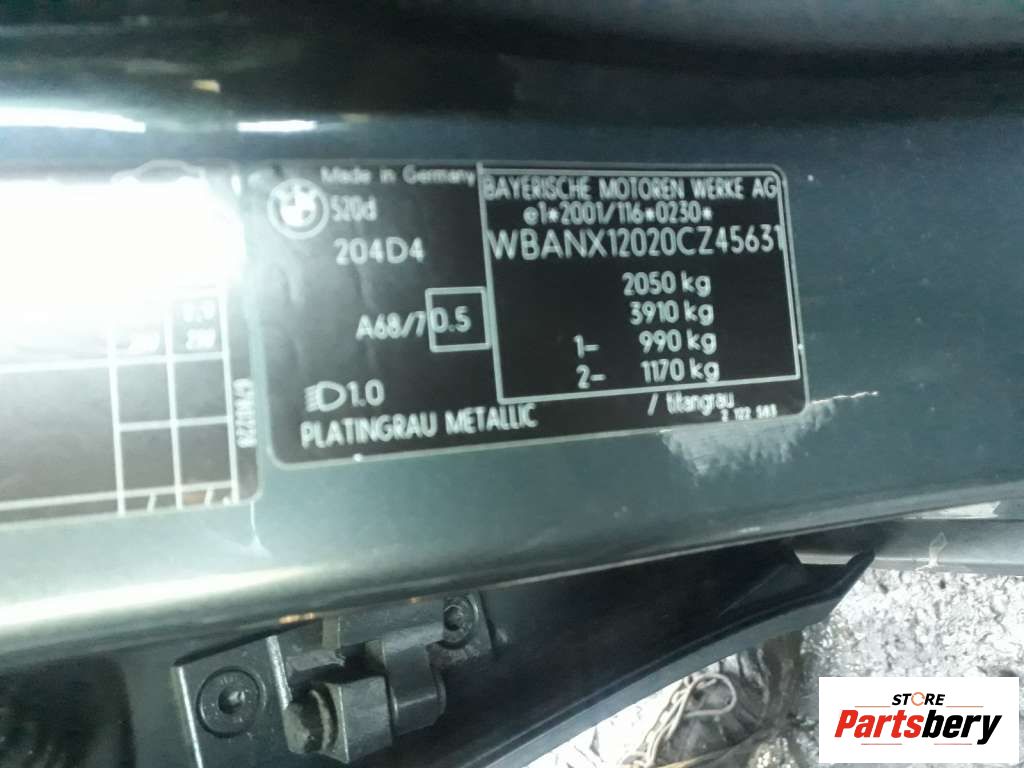 Made in Germany
520d
204D4
A68/7 0.5
1.0
PLATINGRAU METALLIC
BAYERISCHE MOTOREN WERKE AG
e1*2001/116*0230*
WBANX12020CZ45631
2050 kg
3910 kg
1- 990 kg
2- 1170 kg
/ titangrau
STORE
Partsbery